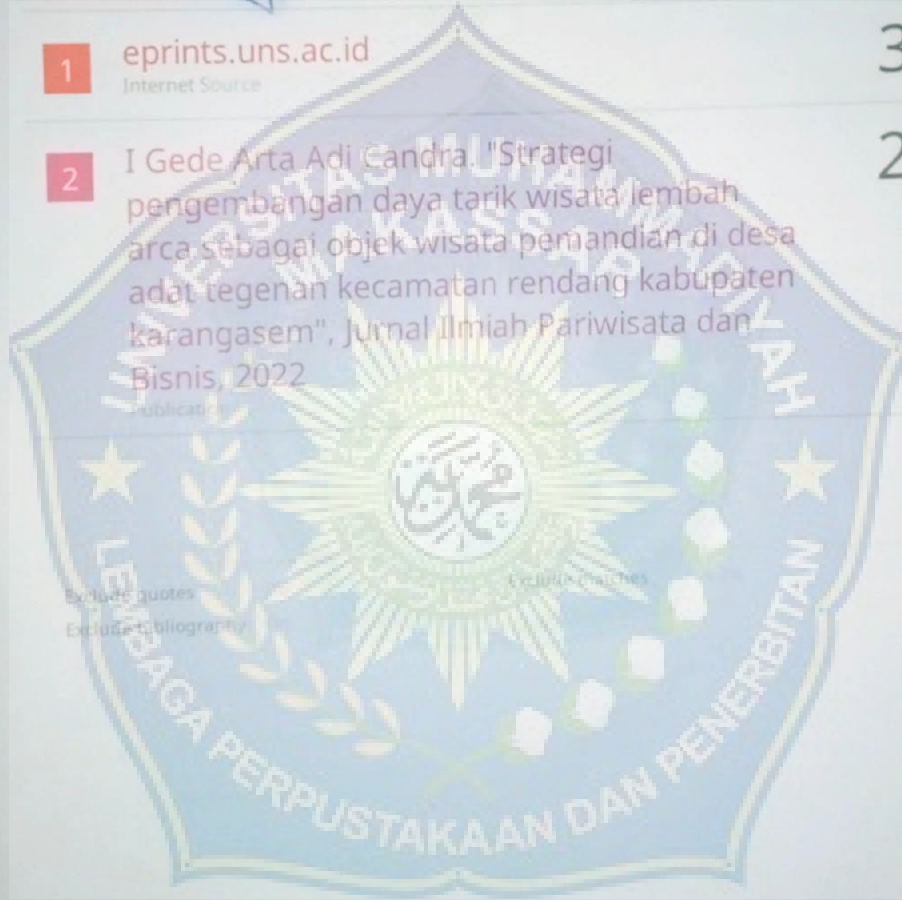 1 eprints.uns.ac.id 3
Internet Source
2 I Gede Arta Adi Candra. "Strategi 2
pengembangan daya tarik wisata lembah
arca sebagai objek wisata pemandian di desa
adat tegenan kecamatan rendang kabupaten
karangasem", Jurnal Ilmiah Pariwisata dan
Bisnis, 2022
Publication
Exclude quotes
Exclude matches
Exclude bibliography
UNIVERSITAS MUHAMMADIYAH
MAKASSAR
محمدية
LEMBAGA PERPUSTAKAAN DAN PENERBITAN